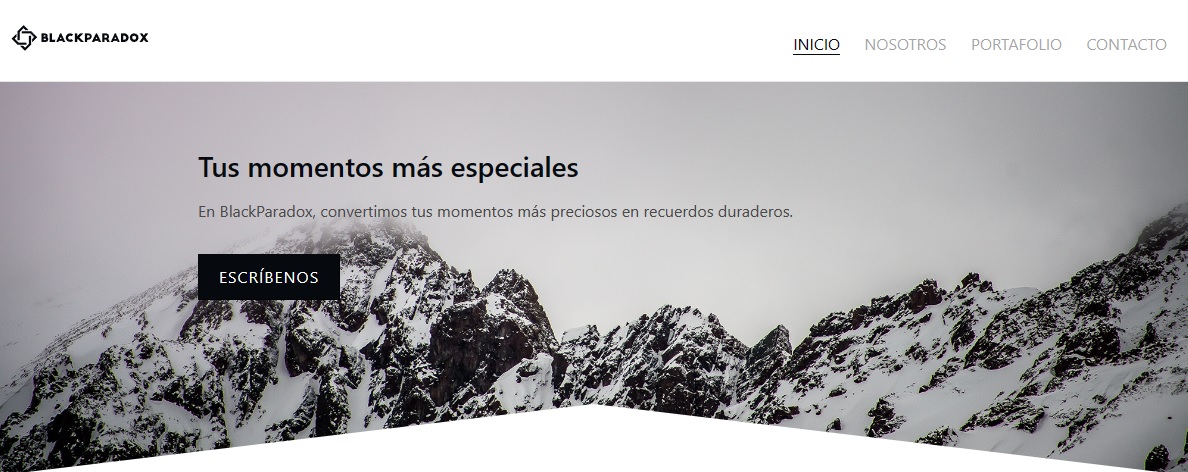 BLACKPARADOX
INICIO NOSOTROS PORTAFOLIO CONTACTO
Tus momentos más especiales
En BlackParadox, convertimos tus momentos más preciosos en recuerdos duraderos.
ESCRÍBENOS